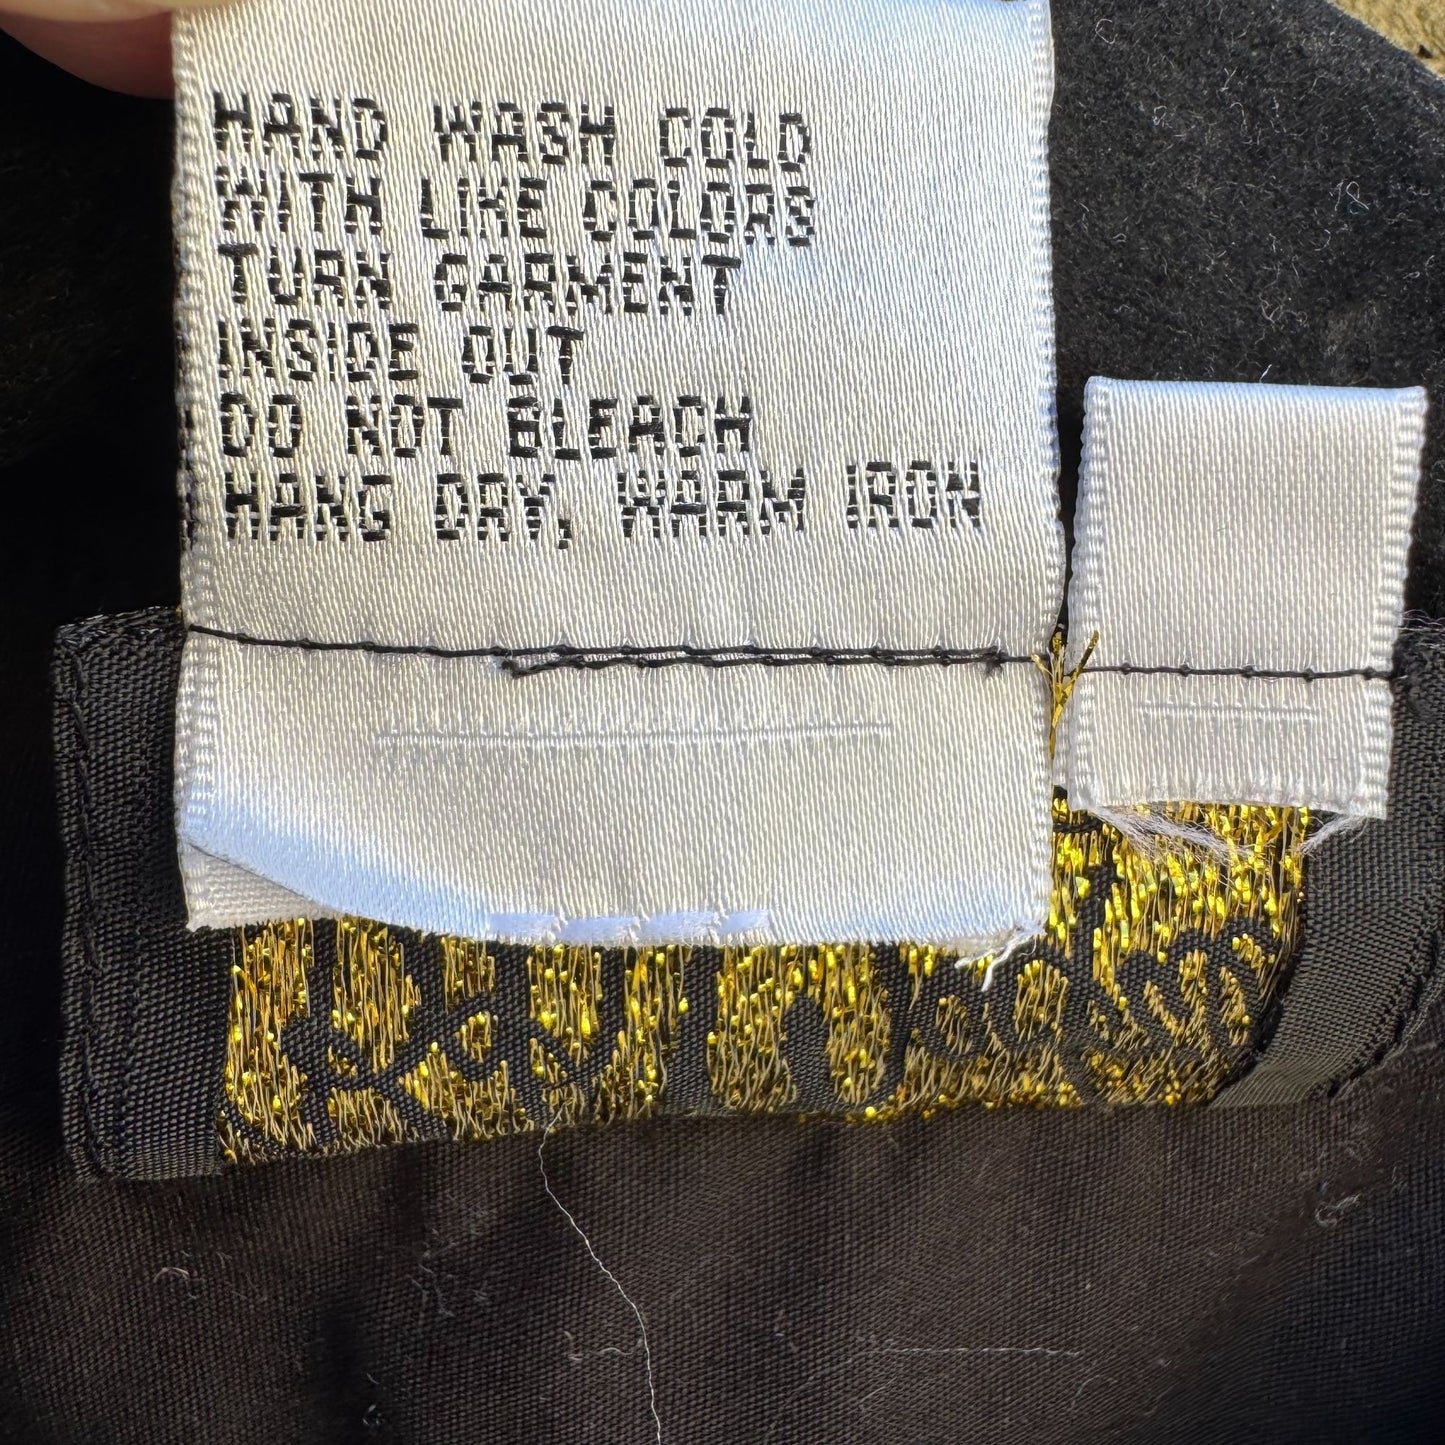 HAND WASH COLD
WITH LIKE COLORS
TURN GARMENT
INSIDE OUT
DO NOT BLEACH
HANG DRY, WARM IRON